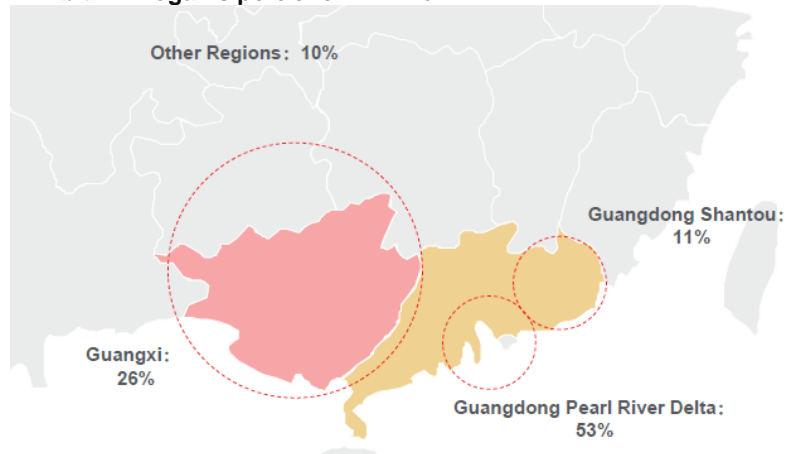 Other Regions: 10%
Guangdong Shantou:
11%
Guangxi:
26%
Guangdong Pearl River Delta:
53%